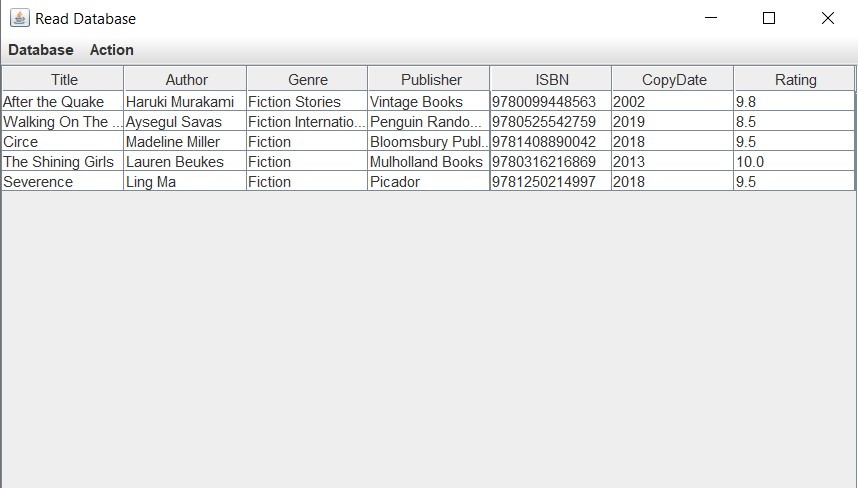 Read Database
Database Action
Title Author Genre Publisher ISBN CopyDate Rating
After the Quake Haruki Murakami Fiction Stories Vintage Books 9780099448563 2002 9.8
Walking On The ... Aysegul Savas Fiction Internatio... Penguin Rando... 9780525542759 2019 8.5
Circe Madeline Miller Fiction Bloomsbury Publ... 9781408890042 2018 9.5
The Shining Girls Lauren Beukes Fiction Mulholland Books 9780316216869 2013 10.0
Severence Ling Ma Fiction Picador 9781250214997 2018 9.5